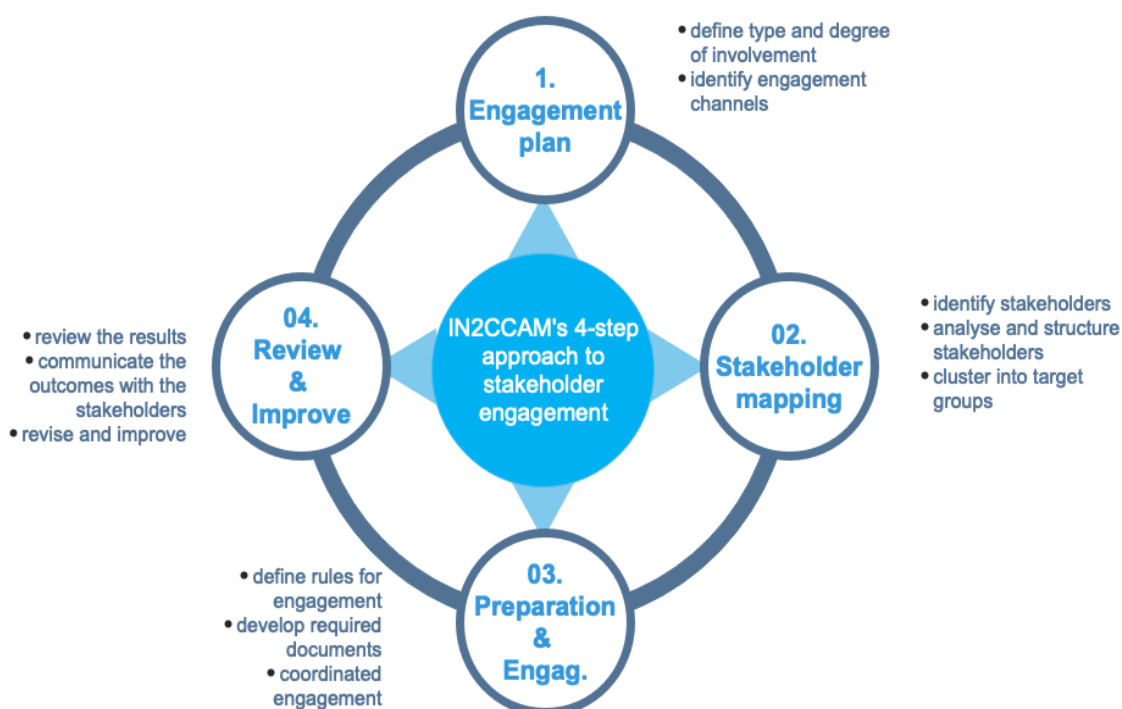 1.
Engagement
plan
• define type and degree
of involvement
• identify engagement
channels
02.
Stakeholder
mapping
• identify stakeholders
• analyse and structure
stakeholders
• cluster into target
groups
IN2CCAM's 4-step
approach to
stakeholder
engagement
03.
Preparation
&
Engag.
• define rules for
engagement
• develop required
documents
• coordinated
engagement
04.
Review
&
Improve
• review the results
• communicate the
outcomes with the
stakeholders
• revise and improve